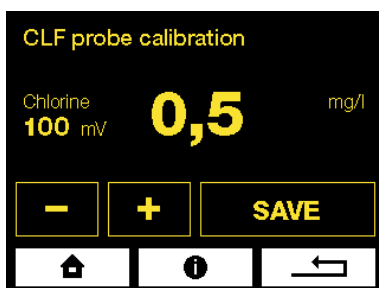 CLF probe calibration
Chlorine
100 mV
0,5
mg/l
− + SAVE